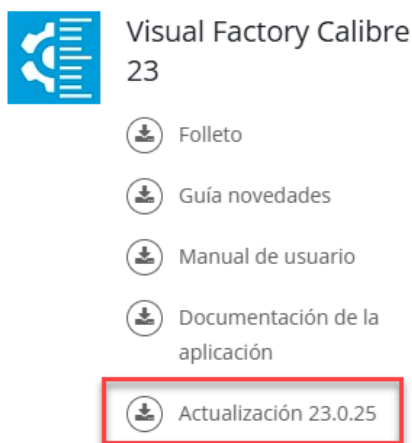 Visual Factory Calibre
23
Folleto
Guía novedades
Manual de usuario
Documentación de la
aplicación
Actualización 23.0.25